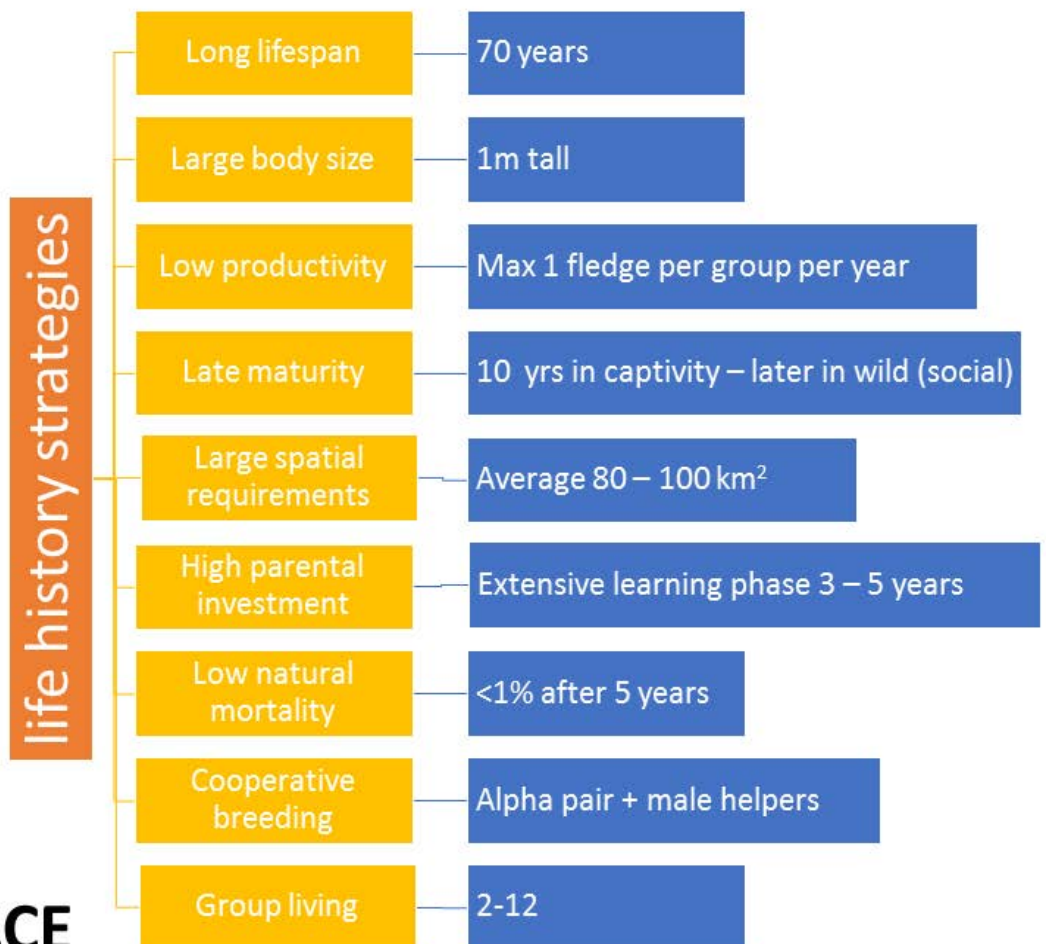 life history strategies
Long lifespan
70 years
Large body size
1m tall
Low productivity
Max 1 fledge per group per year
Late maturity
10  yrs in captivity – later in wild (social)
Large spatial
requirements
Average 80 – 100 km²
High parental
investment
Extensive learning phase 3 – 5 years
Low natural
mortality
<1% after 5 years
Cooperative
breeding
Alpha pair + male helpers
Group living
2-12